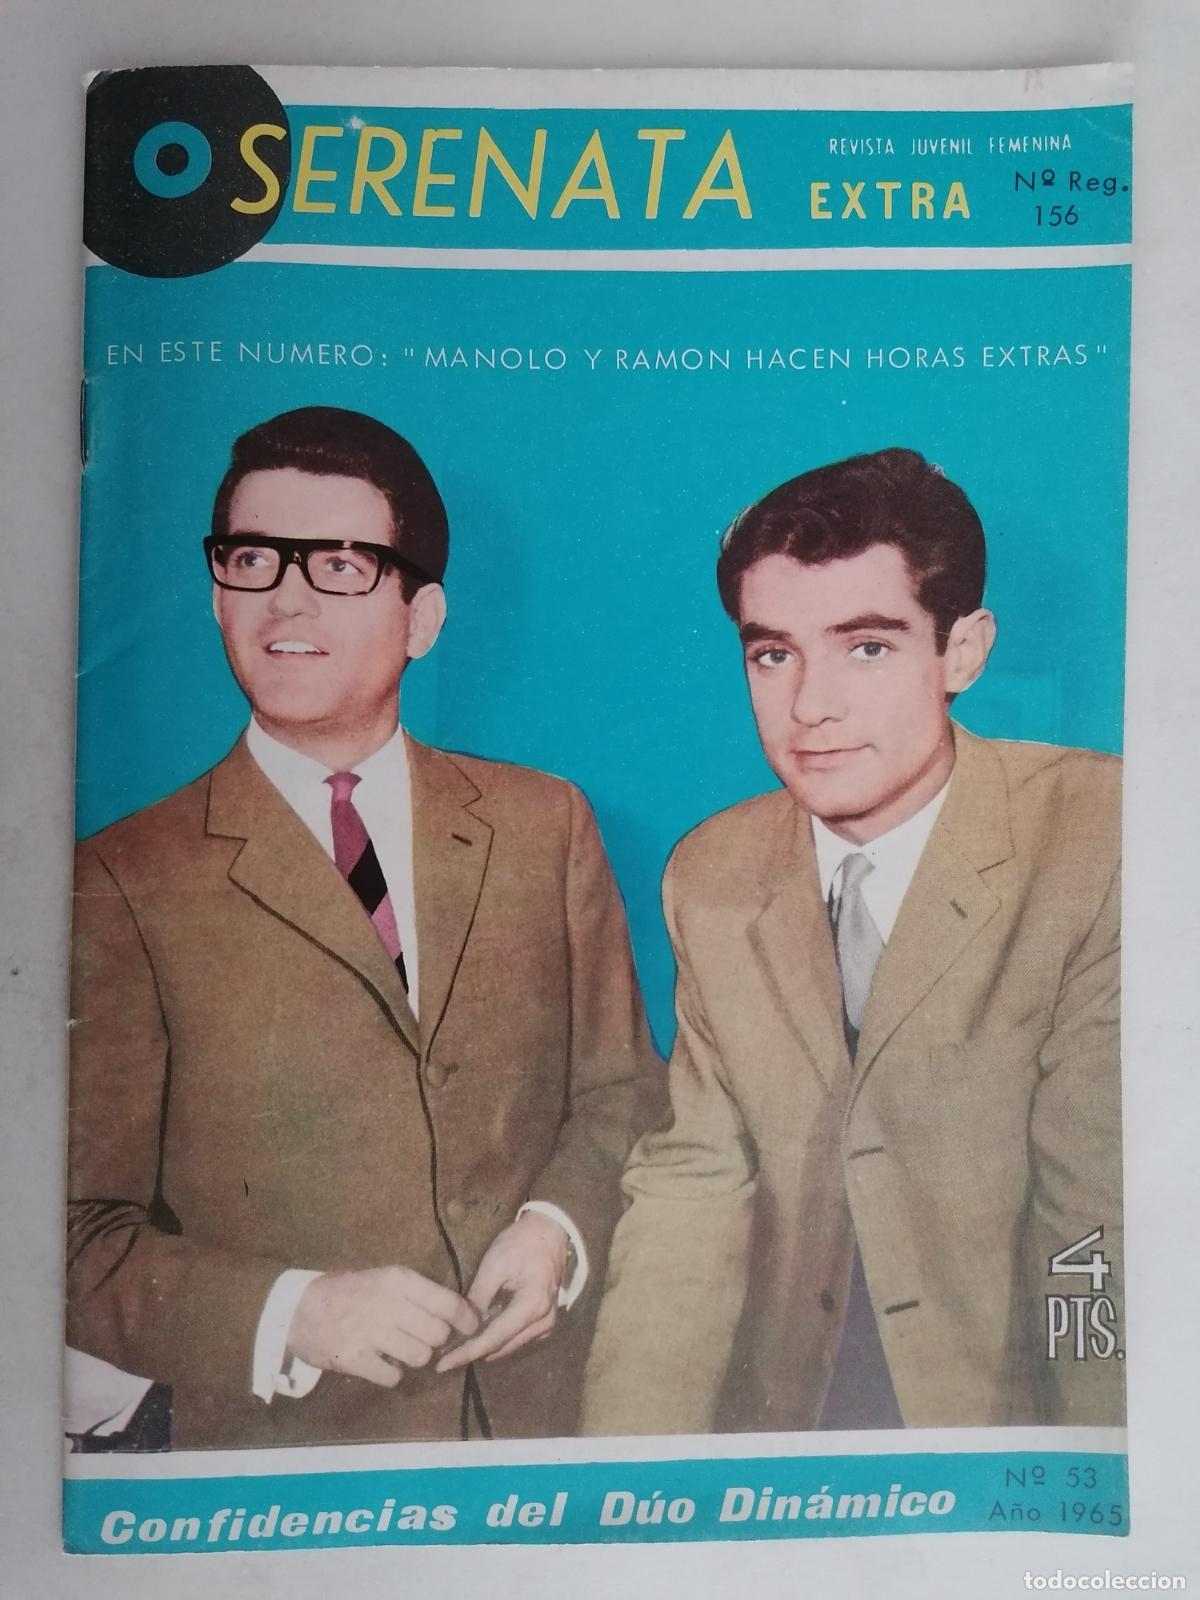 SERENATA
REVISTA JUVENIL FEMENINA
EXTRA
Nº Reg.
156
EN ESTE NUMERO: "MANOLO Y RAMON HACEN HORAS EXTRAS"
4
PTS.
Confidencias del Dúo Dinámico
Nº 53
Año 1965
todocoleccion